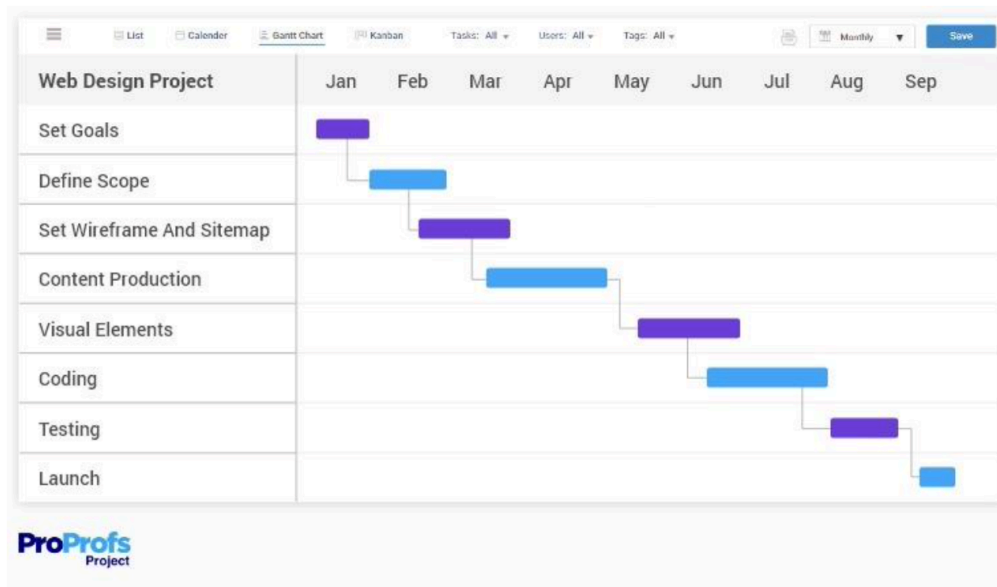 List Calender Gantt Chart Kanban Tasks: All Users: All Tags: All Monthly Save
Web Design Project Jan Feb Mar Apr May Jun Jul Aug Sep
Set Goals
Define Scope
Set Wireframe And Sitemap
Content Production
Visual Elements
Coding
Testing
Launch
ProProfs
Project